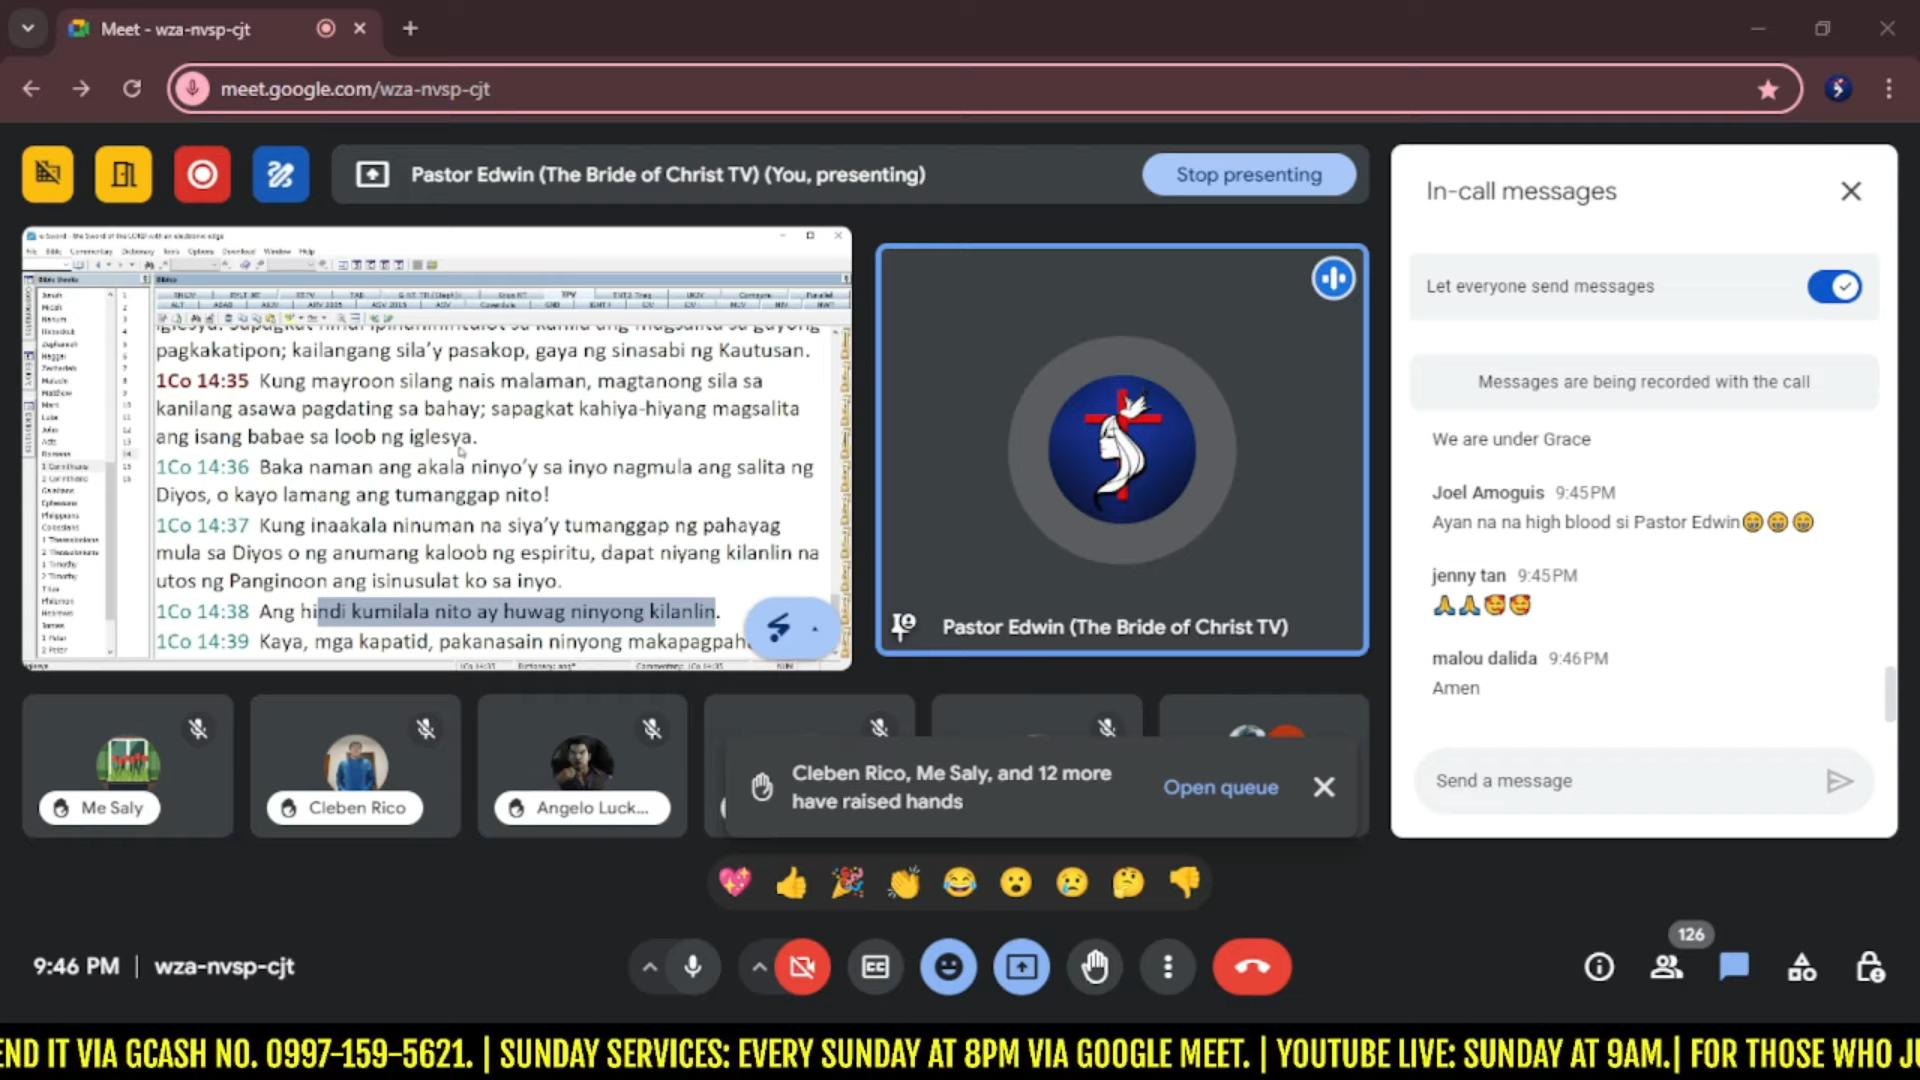 Meet - wza-nvsp-cjt
meet.google.com/wza-nvsp-cjt
Pastor Edwin (The Bride of Christ TV) (You, presenting)
Stop presenting
In-call messages
Let everyone send messages
Messages are being recorded with the call
We are under Grace
Joel Amoguis 9:45 PM
Ayan na na high blood si Pastor Edwin😁😁😁
jenny tan 9:45 PM
🙏🙏🥰🥰
malou dalida 9:46 PM
Amen
Send a message
pagkakatipon; kailangang sila'y pasakop, gaya ng sinasabi ng Kautusan.
1Co 14:35 Kung mayroon silang nais malaman, magtanong sila sa
kanilang asawa pagdating sa bahay; sapagkat kahiya-hiyang magsalita
ang isang babae sa loob ng iglesya.
1Co 14:36 Baka naman ang akala ninyo'y sa inyo nagmula ang salita ng
Diyos, o kayo lamang ang tumanggap nito!
1Co 14:37 Kung inaakala ninuman na siya'y tumanggap ng pahayag
mula sa Diyos o ng anumang kaloob ng espiritu, dapat niyang kilanlin na
utos ng Panginoon ang isinusulat ko sa inyo.
1Co 14:38 Ang hindi kumilala nito ay huwag ninyong kilanlin.
1Co 14:39 Kaya, mga kapatid, pakanasain ninyong makapagpah
Pastor Edwin (The Bride of Christ TV)
Me Saly
Cleben Rico
Angelo Luck...
Cleben Rico, Me Saly, and 12 more
have raised hands
Open queue
9:46 PM | wza-nvsp-cjt
126
END IT VIA GCASH NO. 0997-159-5621. | SUNDAY SERVICES: EVERY SUNDAY AT 8PM VIA GOOGLE MEET. | YOUTUBE LIVE: SUNDAY AT 9AM.| FOR THOSE WHO JU